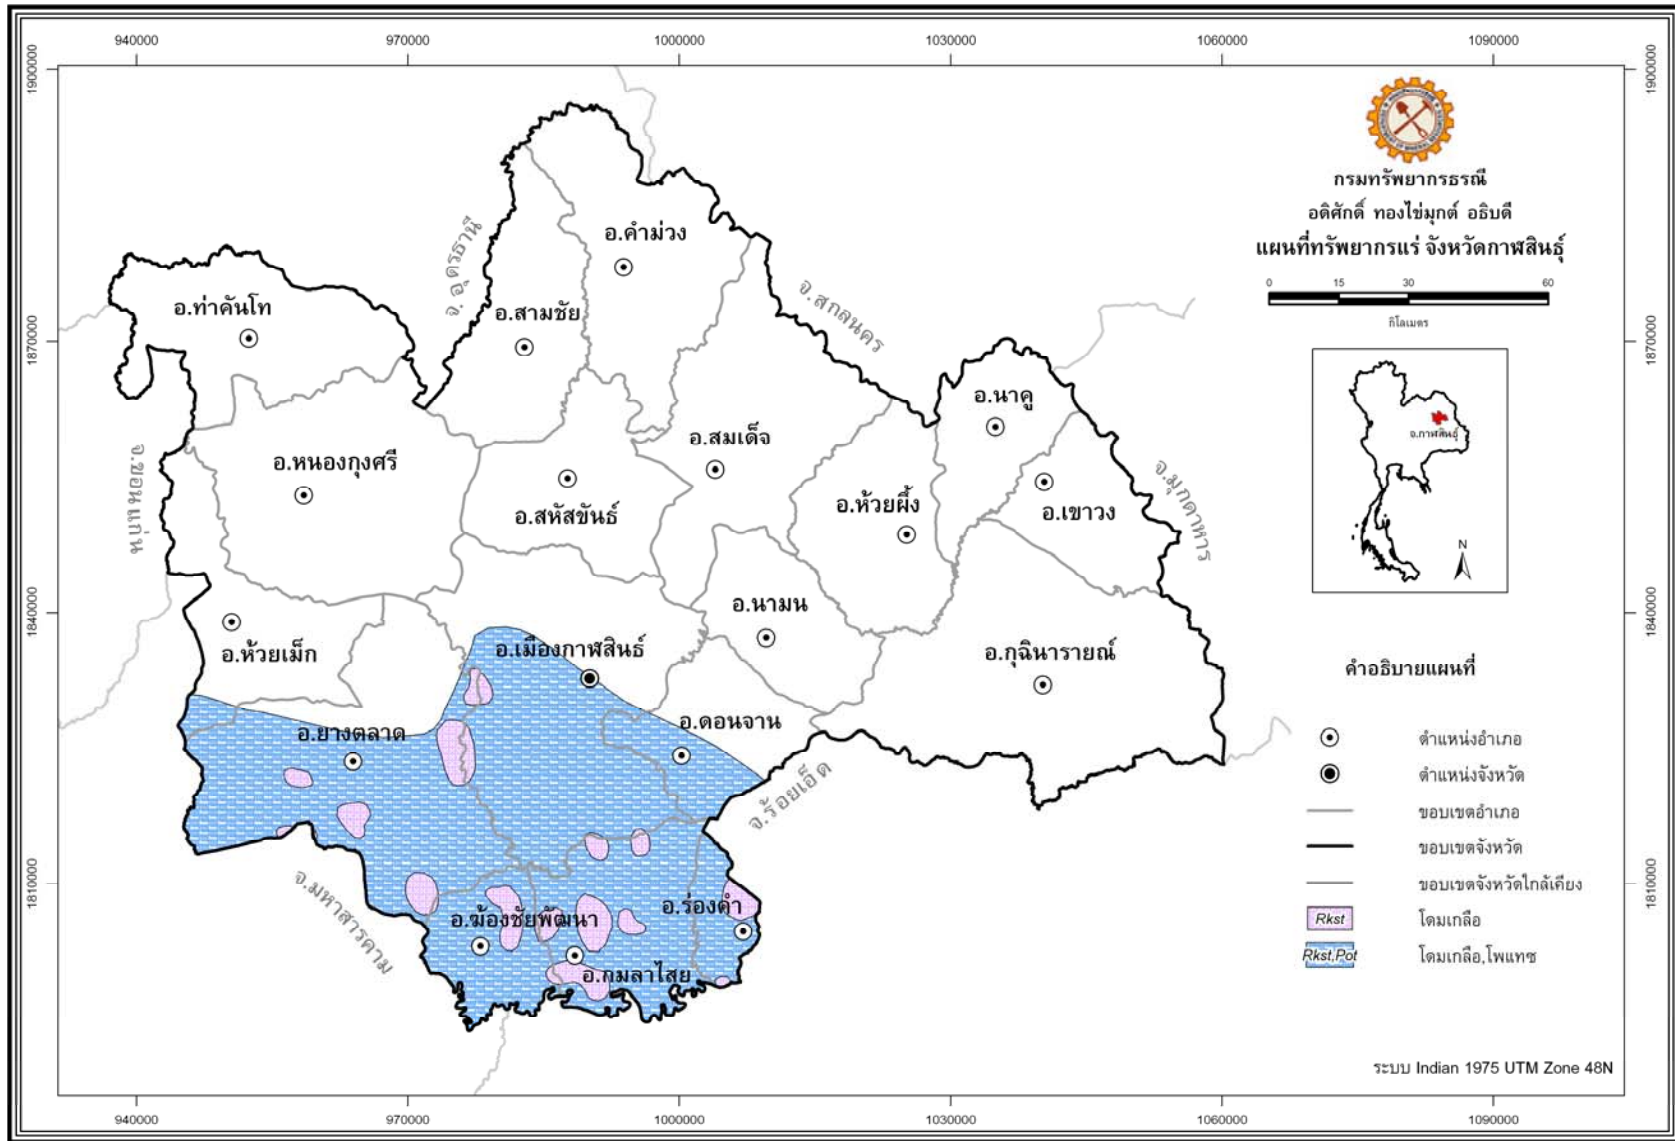 940000 970000 1000000 1030000 1060000 1090000
1900000 1900000
กรมทรัพยากรธรณี
อดิศักดิ์ ทองไข่มุกต์ อธิบดี
แผนที่ทรัพยากรแร่ จังหวัดกาฬสินธุ์
0 15 30 60
กิโลเมตร
จ.อุดรธานี
อ.คำม่วง
จ.สกลนคร
อ.ท่าคันโท
อ.สามชัย
1870000 1870000
อ.นาคู
จ.กาฬสินธุ์
อ.สมเด็จ
อ.หนองกุงศรี
จ.ขอนแก่น
จ.มุกดาหาร
อ.ห้วยผึ้ง
อ.สหัสขันธ์
อ.เขาวง
N
1840000 1840000
อ.นามน
อ.ห้วยเม็ก
อ.เมืองกาฬสินธุ์
อ.กุฉินารายณ์
คำอธิบายแผนที่
อ.ยางตลาด
อ.ดอนจาน
ตำแหน่งอำเภอ
ตำแหน่งจังหวัด
จ.ร้อยเอ็ด
ขอบเขตอำเภอ
ขอบเขตจังหวัด
ขอบเขตจังหวัดใกล้เคียง
1810000 1810000
จ.มหาสารคาม
อ.ฆ้องชัยพัฒนา
อ.ร่องคำ
Rkst โดมเกลือ
Rkst,Pot โดมเกลือ,โพแทซ
อ.กมลาไสย
ระบบ Indian 1975 UTM Zone 48N
940000 970000 1000000 1030000 1060000 1090000